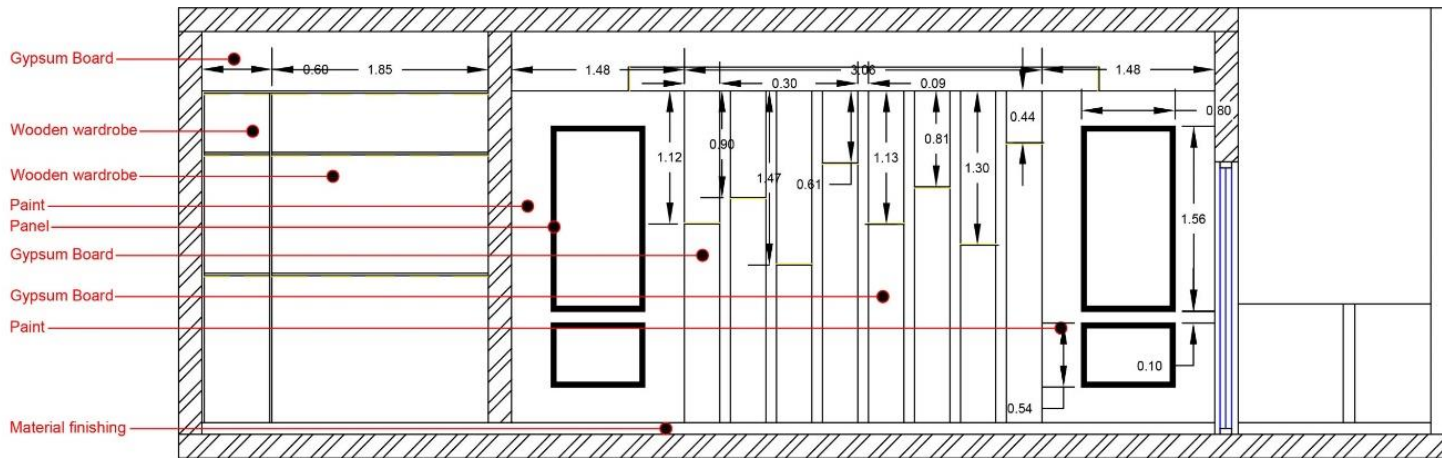 Gypsum Board
0.60
1.85
1.48
3.06
1.48
0.30
0.09
0.80
0.44
Wooden wardrobe
0.90
0.81
1.12
1.13
1.30
Wooden wardrobe
1.47
0.61
Paint
1.56
Panel
Gypsum Board
Gypsum Board
Paint
0.10
0.54
Material finishing